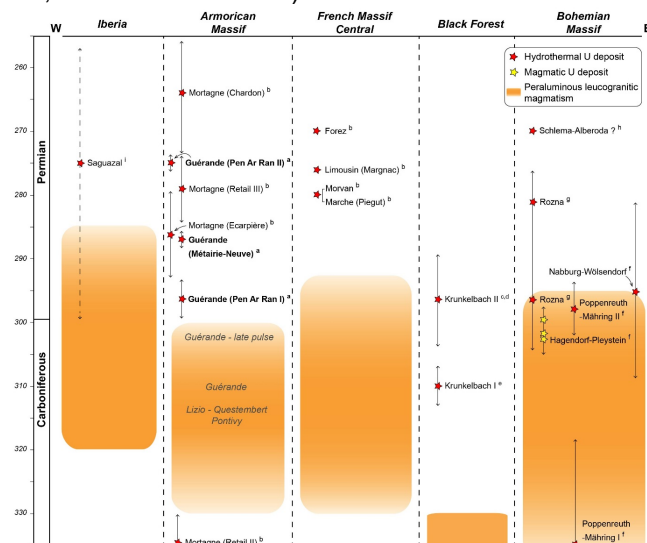 W
Iberia
Armorican
Massif
French Massif
Central
Black Forest
Bohemian
Massif
E
Hydrothermal U deposit
Magmatic U deposit
Peraluminous leucogranitic
magmatism
260
270
280
290
300
310
320
330
Permian
Carboniferous
Saguazal i
Mortagne (Chardon) b
Guérande (Pen Ar Ran II) a
Mortagne (Retail III) b
Mortagne (Ecarpière) b
Guérande
(Métairie-Neuve) a
Guérande (Pen Ar Ran I) a
Guérande - late pulse
Guérande
Lizio - Questembert
Pontivy
Mortagne (Retail II) b
Forez b
Limousin (Margnac) b
Morvan b
Marche (Piegut) b
Krunkelbach II c,d
Krunkelbach I e
Schlema-Alberoda ? h
Rozna g
Nabburg-Wölsendorf f
Rozna g
Poppenreuth
-Mähring II f
Hagendorf-Pleystein f
Poppenreuth
-Mähring I f